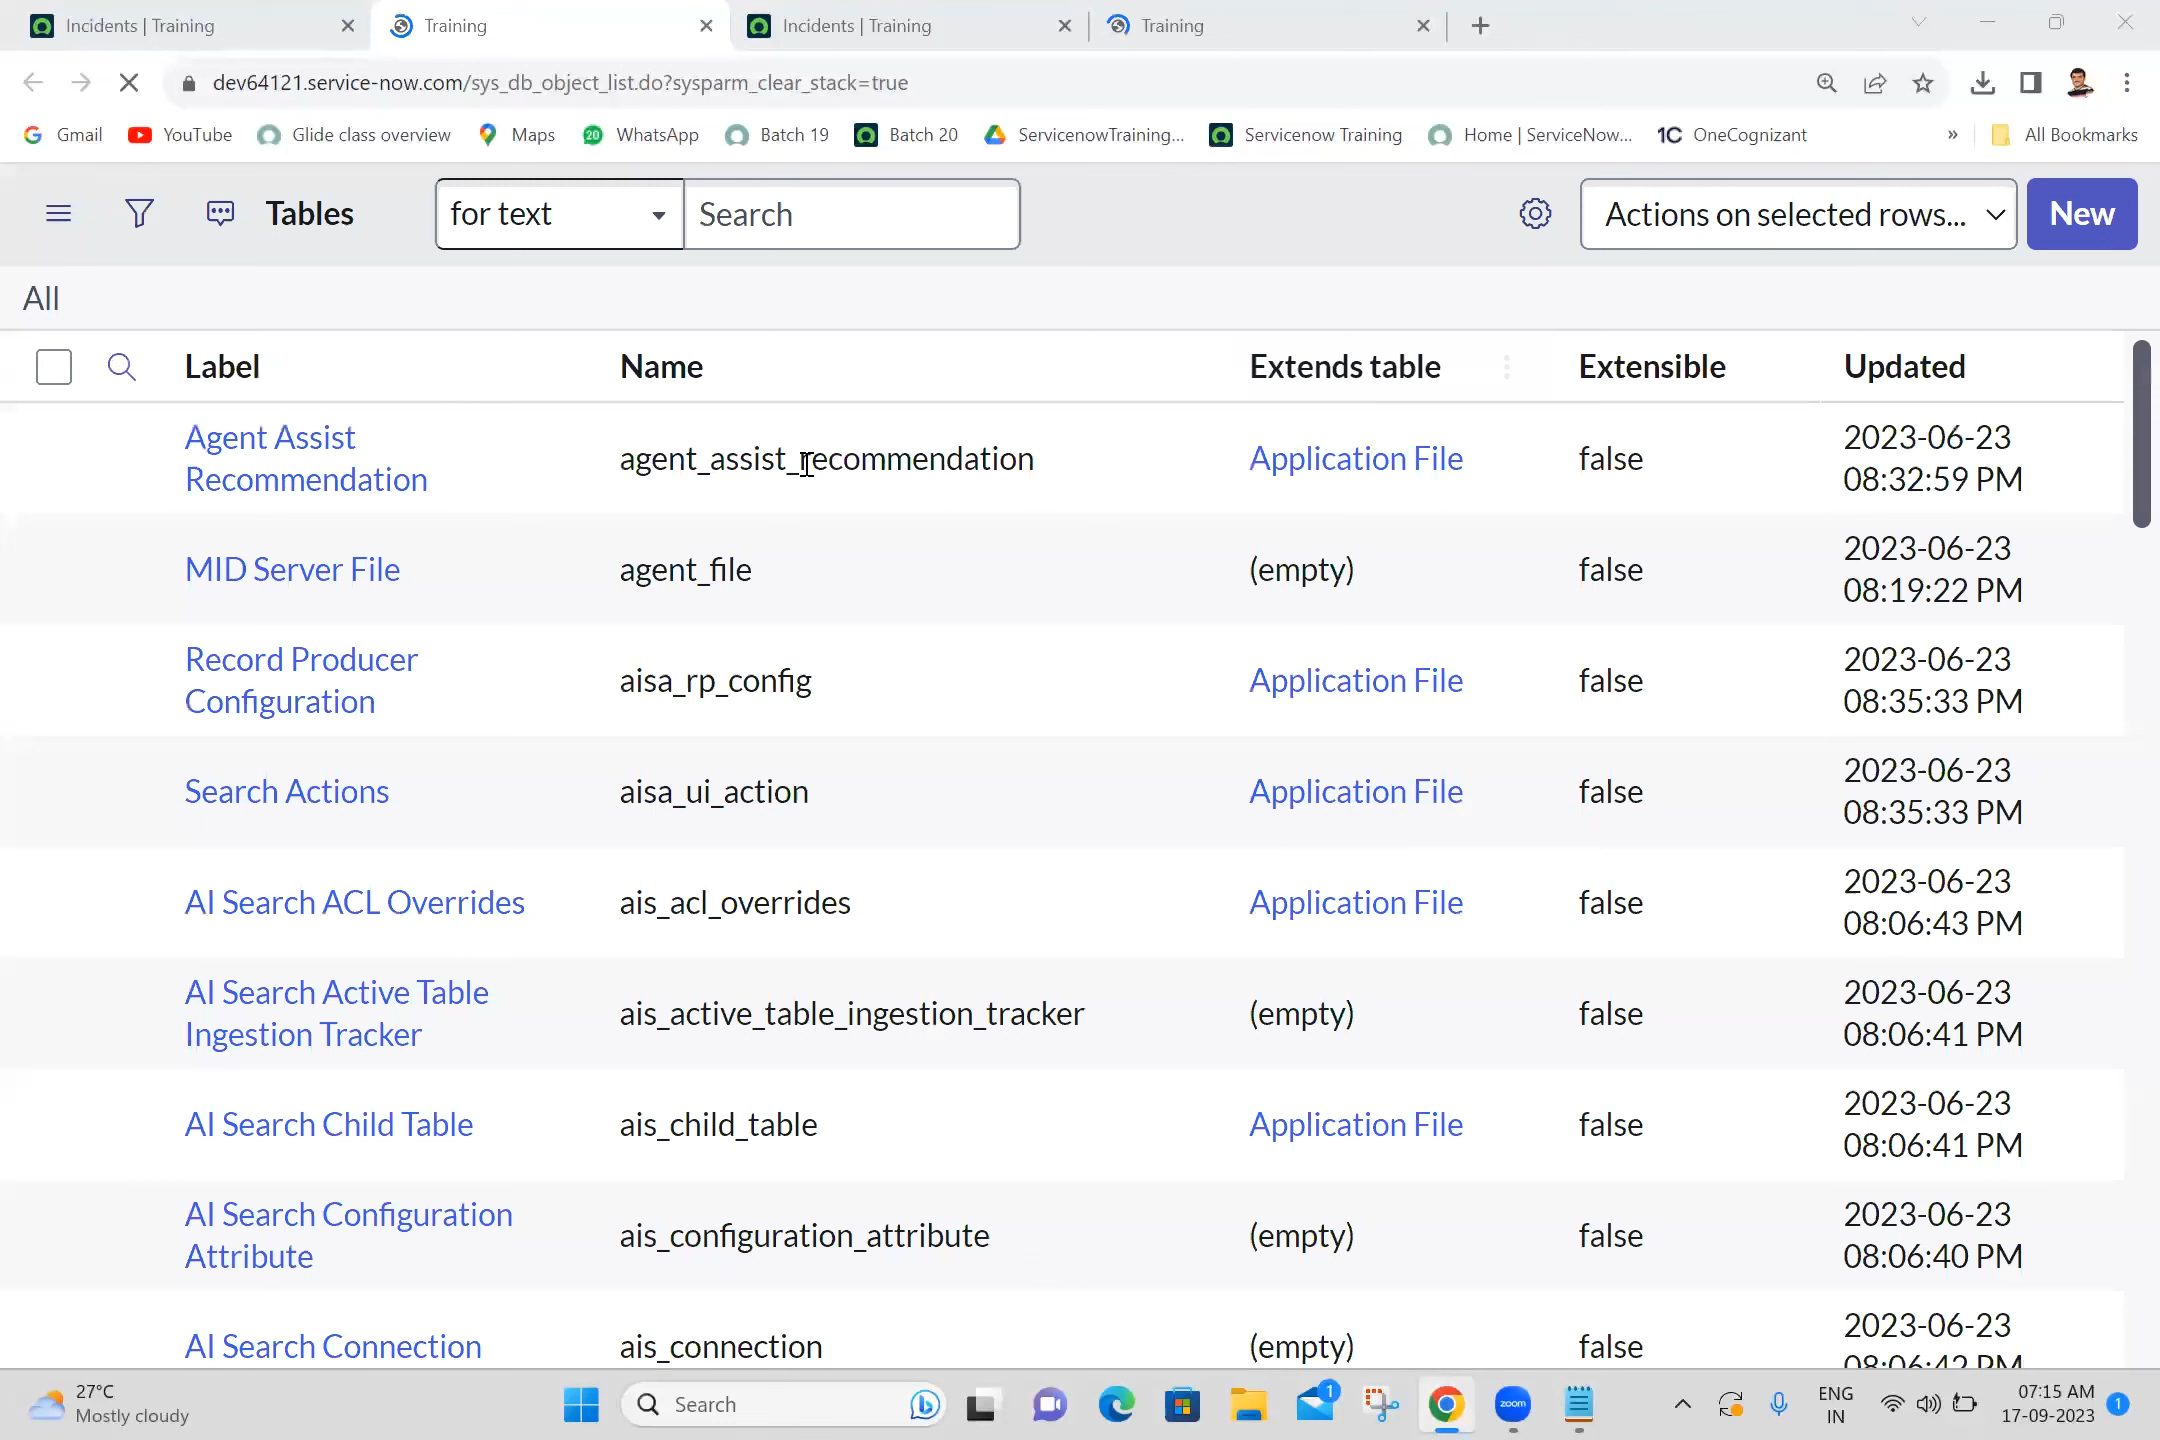 Incidents | Training
Training
Incidents | Training
Training
dev64121.service-now.com/sys_db_object_list.do?sysparm_clear_stack=true
Gmail
YouTube
Glide class overview
Maps
20
WhatsApp
Batch 19
Batch 20
ServicenowTraining...
Servicenow Training
Home | ServiceNow...
1C OneCognizant
»
All Bookmarks
Tables
for text
Search
Actions on selected rows...
New
All
Label Name Extends table Extensible Updated
Agent Assist
Recommendation
agent_assist_recommendation
Application File
false
2023-06-23
08:32:59 PM
MID Server File
agent_file
(empty)
false
2023-06-23
08:19:22 PM
Record Producer
Configuration
aisa_rp_config
Application File
false
2023-06-23
08:35:33 PM
Search Actions
aisa_ui_action
Application File
false
2023-06-23
08:35:33 PM
AI Search ACL Overrides
ais_acl_overrides
Application File
false
2023-06-23
08:06:43 PM
AI Search Active Table
Ingestion Tracker
ais_active_table_ingestion_tracker
(empty)
false
2023-06-23
08:06:41 PM
AI Search Child Table
ais_child_table
Application File
false
2023-06-23
08:06:41 PM
AI Search Configuration
Attribute
ais_configuration_attribute
(empty)
false
2023-06-23
08:06:40 PM
AI Search Connection
ais_connection
(empty)
false
2023-06-23
08:06:42 PM
27°C
Mostly cloudy
Search
1
zoom
ENG
IN
07:15 AM
17-09-2023
1